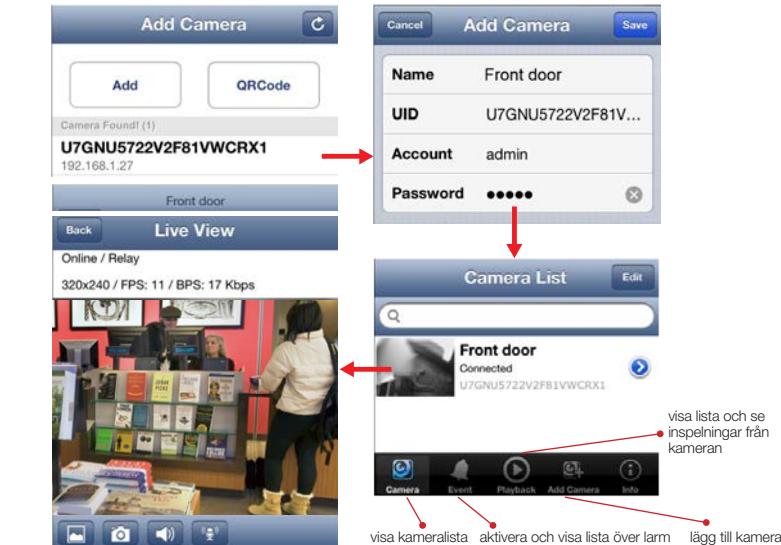 Add Camera
Add
QRCode
Camera Found! (1)
U7GNU5722V2F81VWCRX1
192.168.1.27
Cancel
Add Camera
Save
Name Front door
UID U7GNU5722V2F81V...
Account admin
Password •••••
Front door
Back
Live View
Online / Relay
320x240 / FPS: 11 / BPS: 17 Kbps
Camera List
Edit
Front door
Connected
U7GNU5722V2F81VWCRX1
Camera
Event
Playback
Add Camera
Info
visa lista och se
inspelningar från
kameran
visa kameralista
aktivera och visa lista över larm
lägg till kamera